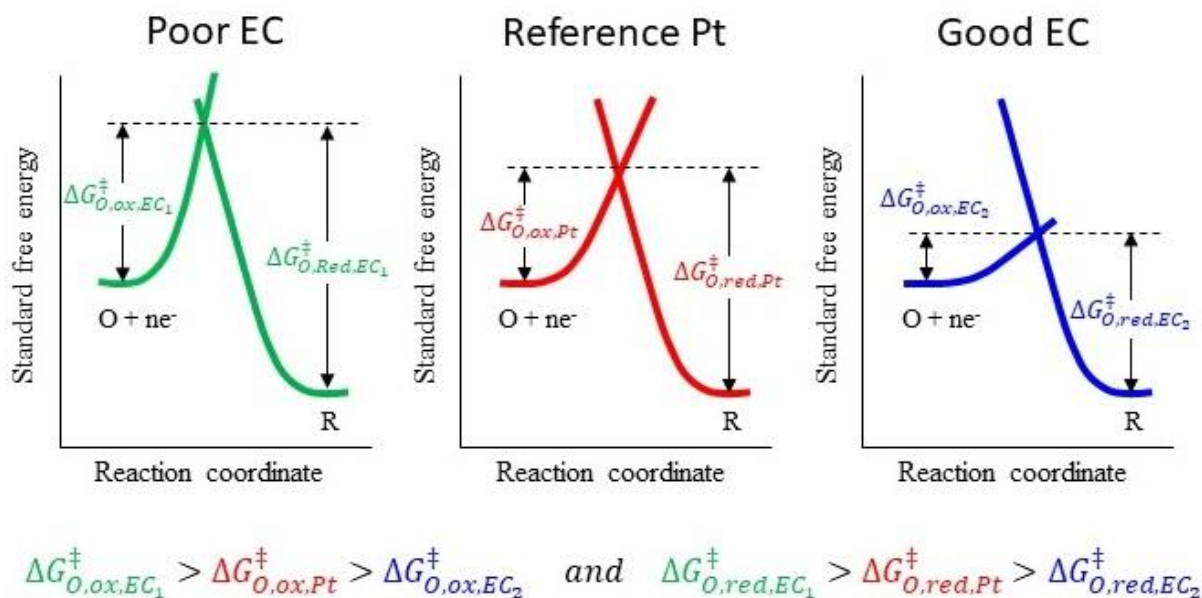 Poor EC
Reference Pt
Good EC
Standard free energy
ΔG‡O,ox,EC₁
ΔG‡O,Red,EC₁
O + ne⁻
R
Reaction coordinate
Standard free energy
ΔG‡O,ox,Pt
ΔG‡O,red,Pt
O + ne⁻
R
Reaction coordinate
Standard free energy
ΔG‡O,ox,EC₂
ΔG‡O,red,EC₂
O + ne⁻
R
Reaction coordinate
ΔG‡O,ox,EC₁ > ΔG‡O,ox,Pt > ΔG‡O,ox,EC₂ and ΔG‡O,red,EC₁ > ΔG‡O,red,Pt > ΔG‡O,red,EC₂